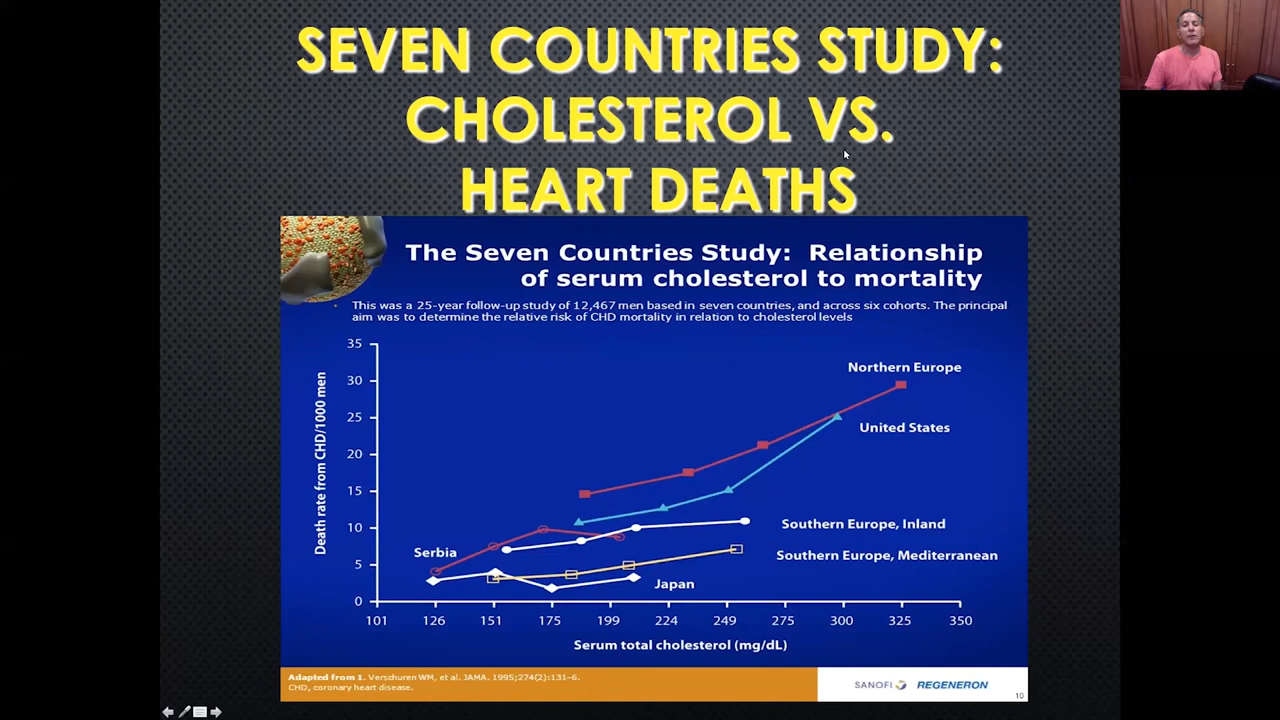 SEVEN COUNTRIES STUDY:
CHOLESTEROL VS.
HEART DEATHS
The Seven Countries Study: Relationship
of serum cholesterol to mortality
This was a 25-year follow-up study of 12,467 men based in seven countries, and across six cohorts. The principal
aim was to determine the relative risk of CHD mortality in relation to cholesterol levels
Death rate from CHD/1000 men
35
30
25
20
15
10
5
0
Northern Europe
United States
Southern Europe, Inland
Serbia
Southern Europe, Mediterranean
Japan
101 126 151 175 199 224 249 275 300 325 350
Serum total cholesterol (mg/dL)
Adapted from 1. Verschuren WM, et al. JAMA. 1995;274(2):131-6.
CHD, coronary heart disease.
SANOFI REGENERON
10